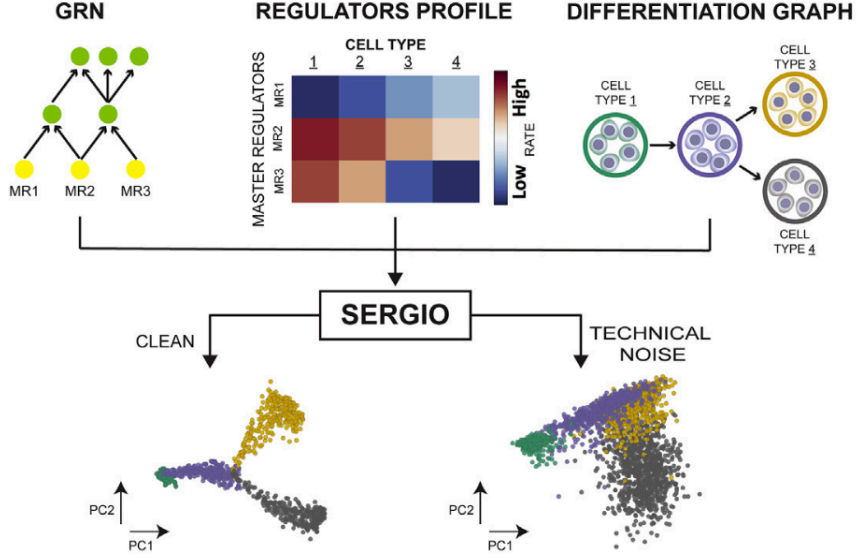 GRN
MR1
MR2
MR3
REGULATORS PROFILE
CELL TYPE
1
2
3
4
MASTER REGULATORS
MR1
MR2
MR3
High
Low
RATE
DIFFERENTIATION GRAPH
CELL
TYPE 1
CELL
TYPE 2
CELL
TYPE 3
CELL
TYPE 4
SERGIO
CLEAN
PC2
PC1
TECHNICAL
NOISE
PC2
PC1